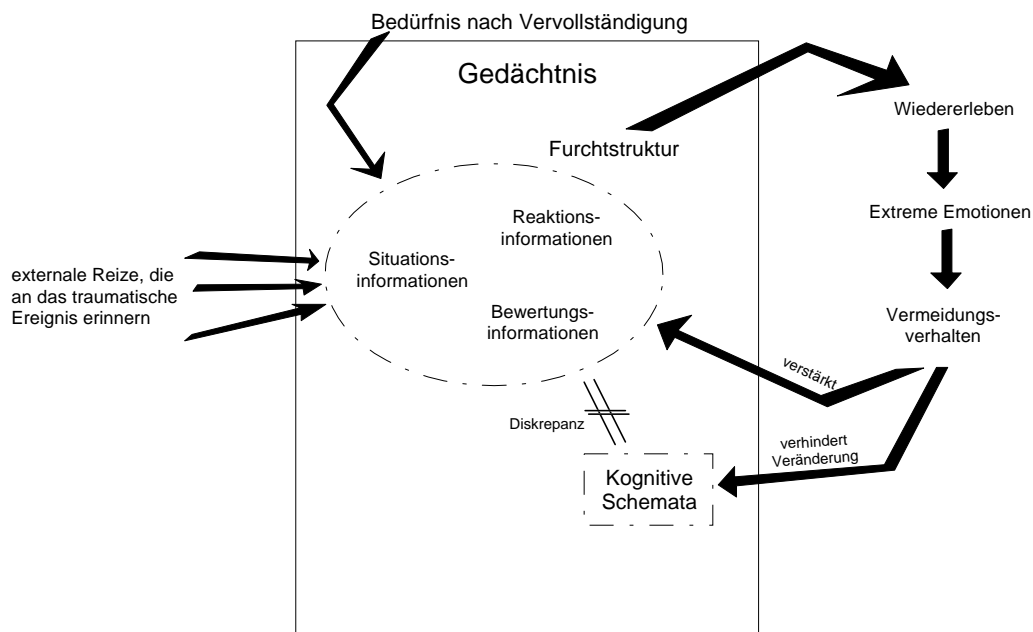 Bedürfnis nach Vervollständigung
Gedächtnis
Furchtstruktur
Wiedererleben
Extreme Emotionen
Vermeidungs-
verhalten
Reaktions-
informationen
Situations-
informationen
Bewertungs-
informationen
externale Reize, die
an das traumatische
Ereignis erinnern
verstärkt
Diskrepanz
verhindert
Veränderung
Kognitive
Schemata